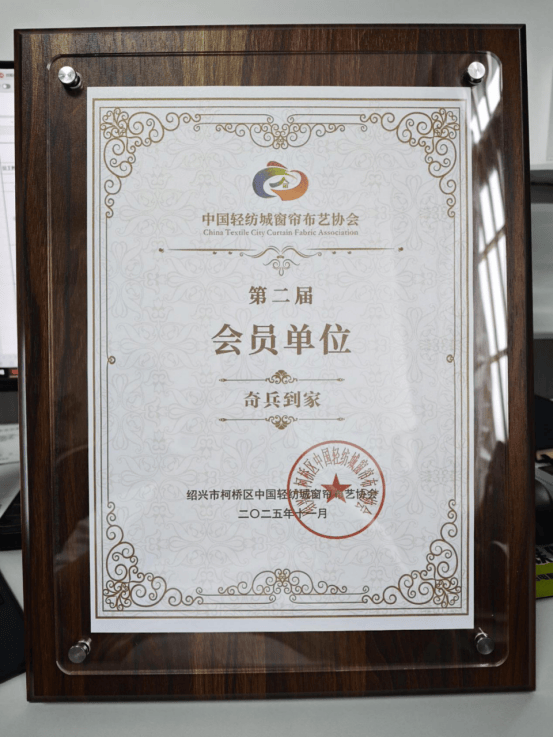 中国轻纺城窗帘布艺协会
China Textile City Curtain Fabric Association
第二届
会员单位
奇兵到家
绍兴市柯桥区中国轻纺城窗帘布艺协会
二〇二五年十一月